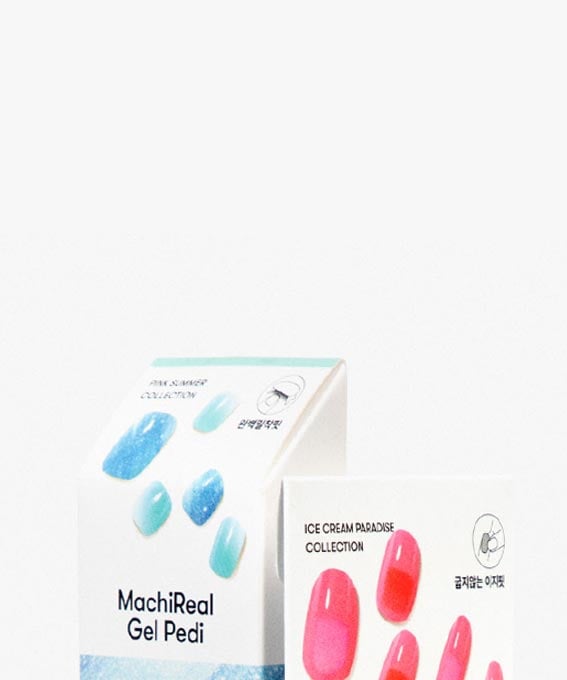 PINK SUMMER
COLLECTION
완벽밀착핏
MachiReal
Gel Pedi
ICE CREAM PARADISE
COLLECTION
굽지않는 이지핏